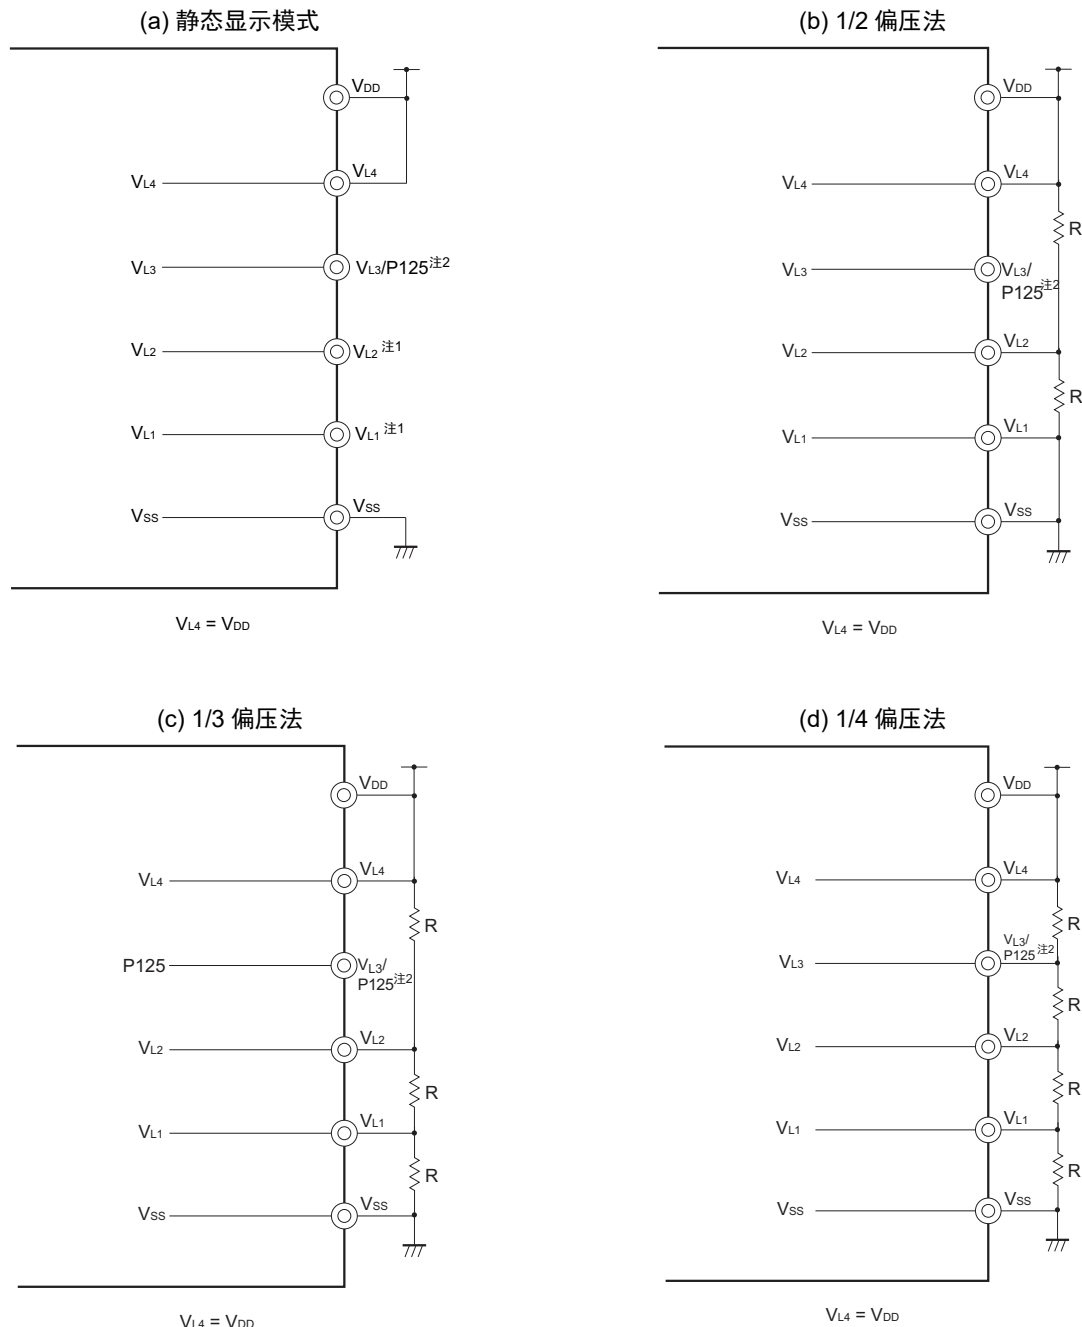 (a) 静态显示模式
VDD
VL4 VL4
VL3 VL3/P125注2
VL2 VL2 注1
VL1 VL1 注1
VSS VSS
VL4 = VDD
(b) 1/2 偏压法
VDD
VL4 VL4
R
VL3 VL3/
P125注2
VL2 VL2
R
VL1 VL1
VSS VSS
VL4 = VDD
(c) 1/3 偏压法
VDD
VL4 VL4
R
P125 VL3/
P125注2
VL2 VL2
R
VL1 VL1
R
VSS VSS
VL4 = VDD
(d) 1/4 偏压法
VDD
VL4 VL4
R
VL3/
VL3 P125注2
R
VL2 VL2
R
VL1 VL1
R
VSS VSS
VL4 = VDD